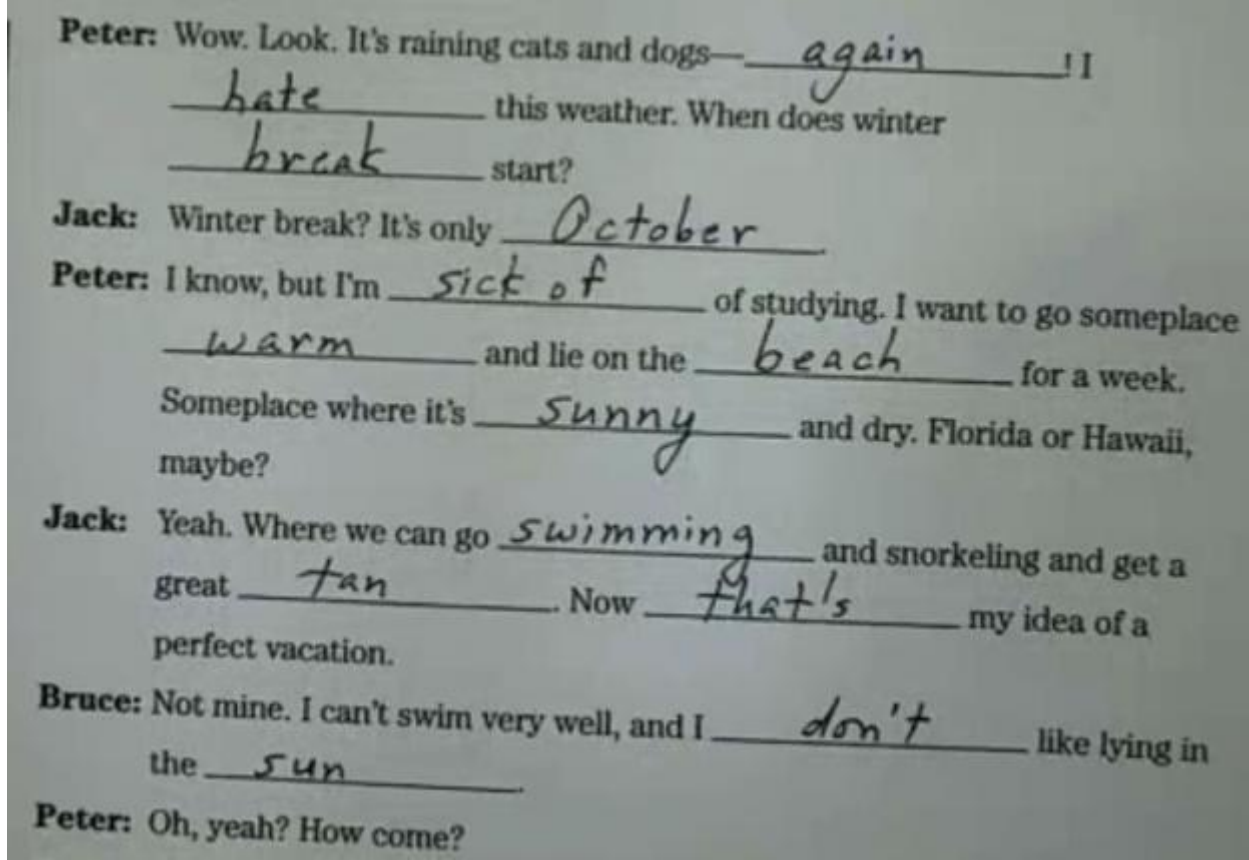 Peter: Wow. Look. It's raining cats and dogs—again! I
hate this weather. When does winter
break start?
Jack: Winter break? It's only October.
Peter: I know, but I'm sick of of studying. I want to go someplace
warm and lie on the beach for a week.
Someplace where it's sunny and dry. Florida or Hawaii,
maybe?
Jack: Yeah. Where we can go swimming and snorkeling and get a
great tan. Now that's my idea of a
perfect vacation.
Bruce: Not mine. I can't swim very well, and I don't like lying in
the sun.
Peter: Oh, yeah? How come?